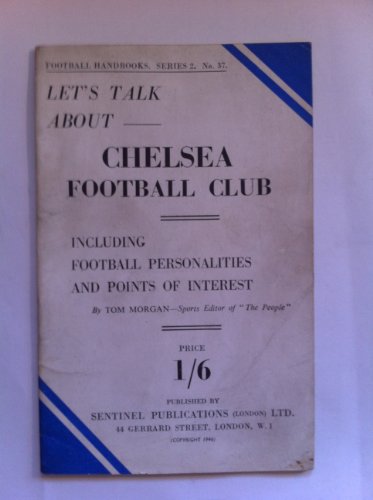 FOOTBALL HANDBOOKS. SERIES 2. No. 37.
LET'S TALK
ABOUT —
CHELSEA
FOOTBALL CLUB
INCLUDING
FOOTBALL PERSONALITIES
AND POINTS OF INTEREST
By TOM MORGAN—Sports Editor of "The People"
PRICE
1/6
PUBLISHED BY
SENTINEL PUBLICATIONS (LONDON) LTD.
44 GERRARD STREET, LONDON, W.1
(COPYRIGHT 1946)